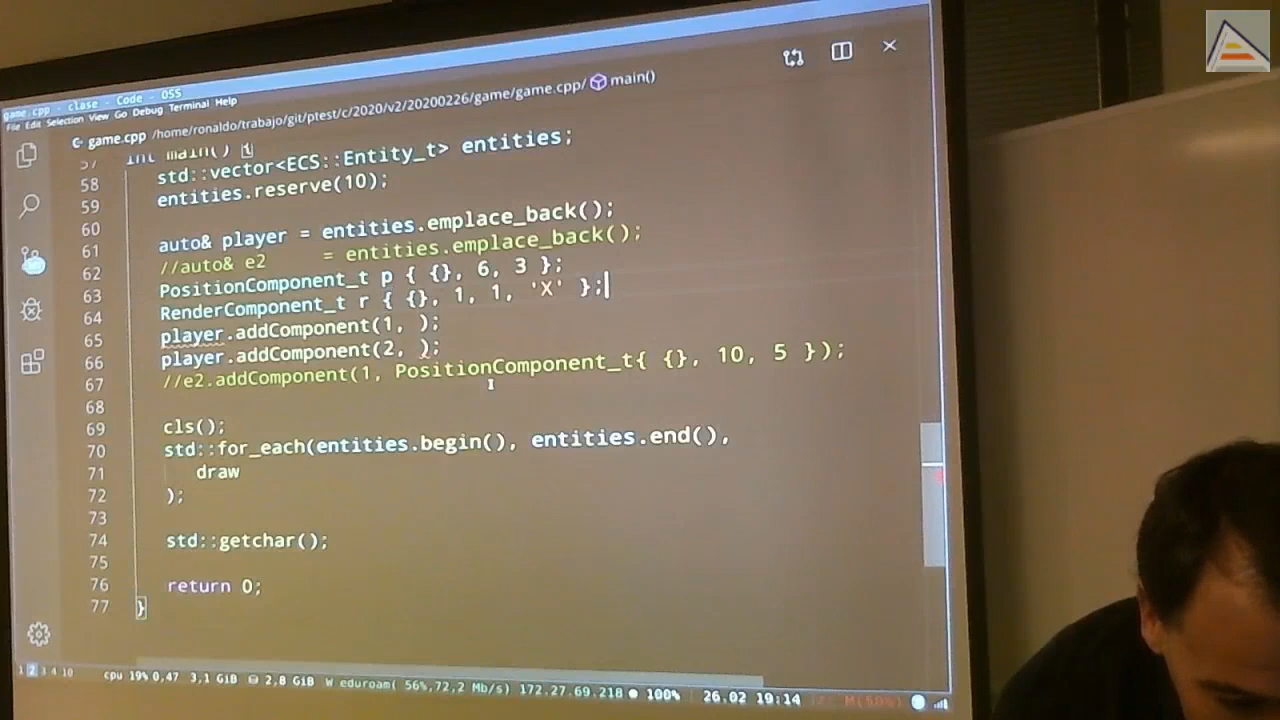 game.cpp - clase - Code - OSS
File Edit Selection View Go Debug Terminal Help
game.cpp /home/ronaldo/trabajo/git/ptest/c/2020/v2/20200226/game/game.cpp/ main()
57 int main() {
58 std::vector<ECS::Entity_t> entities;
59 entities.reserve(10);
60
61 auto& player = entities.emplace_back();
62 //auto& e2 = entities.emplace_back();
63 PositionComponent_t p { {}, 6, 3 };
64 RenderComponent_t r { {}, 1, 1, 'X' };
65 player.addComponent(1, );
66 player.addComponent(2, );
67 //e2.addComponent(1, PositionComponent_t{ {}, 10, 5 });
68
69 cls();
70 std::for_each(entities.begin(), entities.end(),
71 draw
72 );
73
74 std::getchar();
75
76 return 0;
77 }
1 2 3 4 10 cpu 19% 0,47 3,1 GiB 2,8 GiB W eduroam( 56%,72,2 Mb/s) 172.27.69.218 100% 26.02 19:14